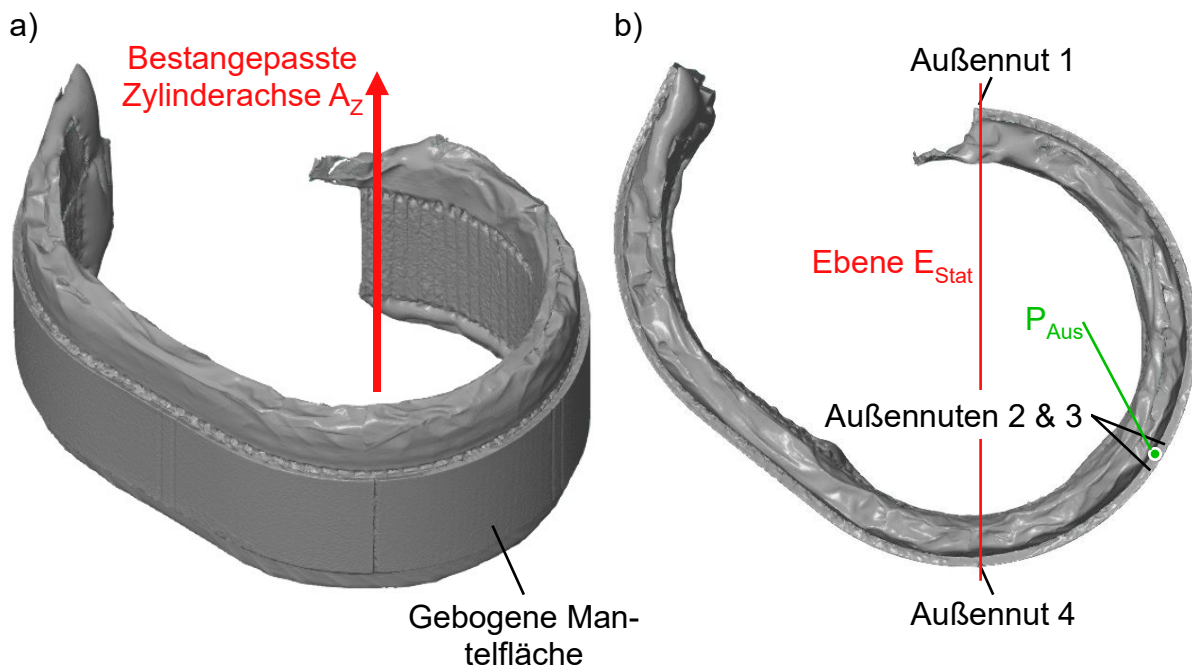 a)
Bestangepasste
Zylinderachse A_Z
Gebogene Man-
telfläche
b)
Außennut 1
Ebene E_Stat
P_Aus
Außennuten 2 & 3
Außennut 4